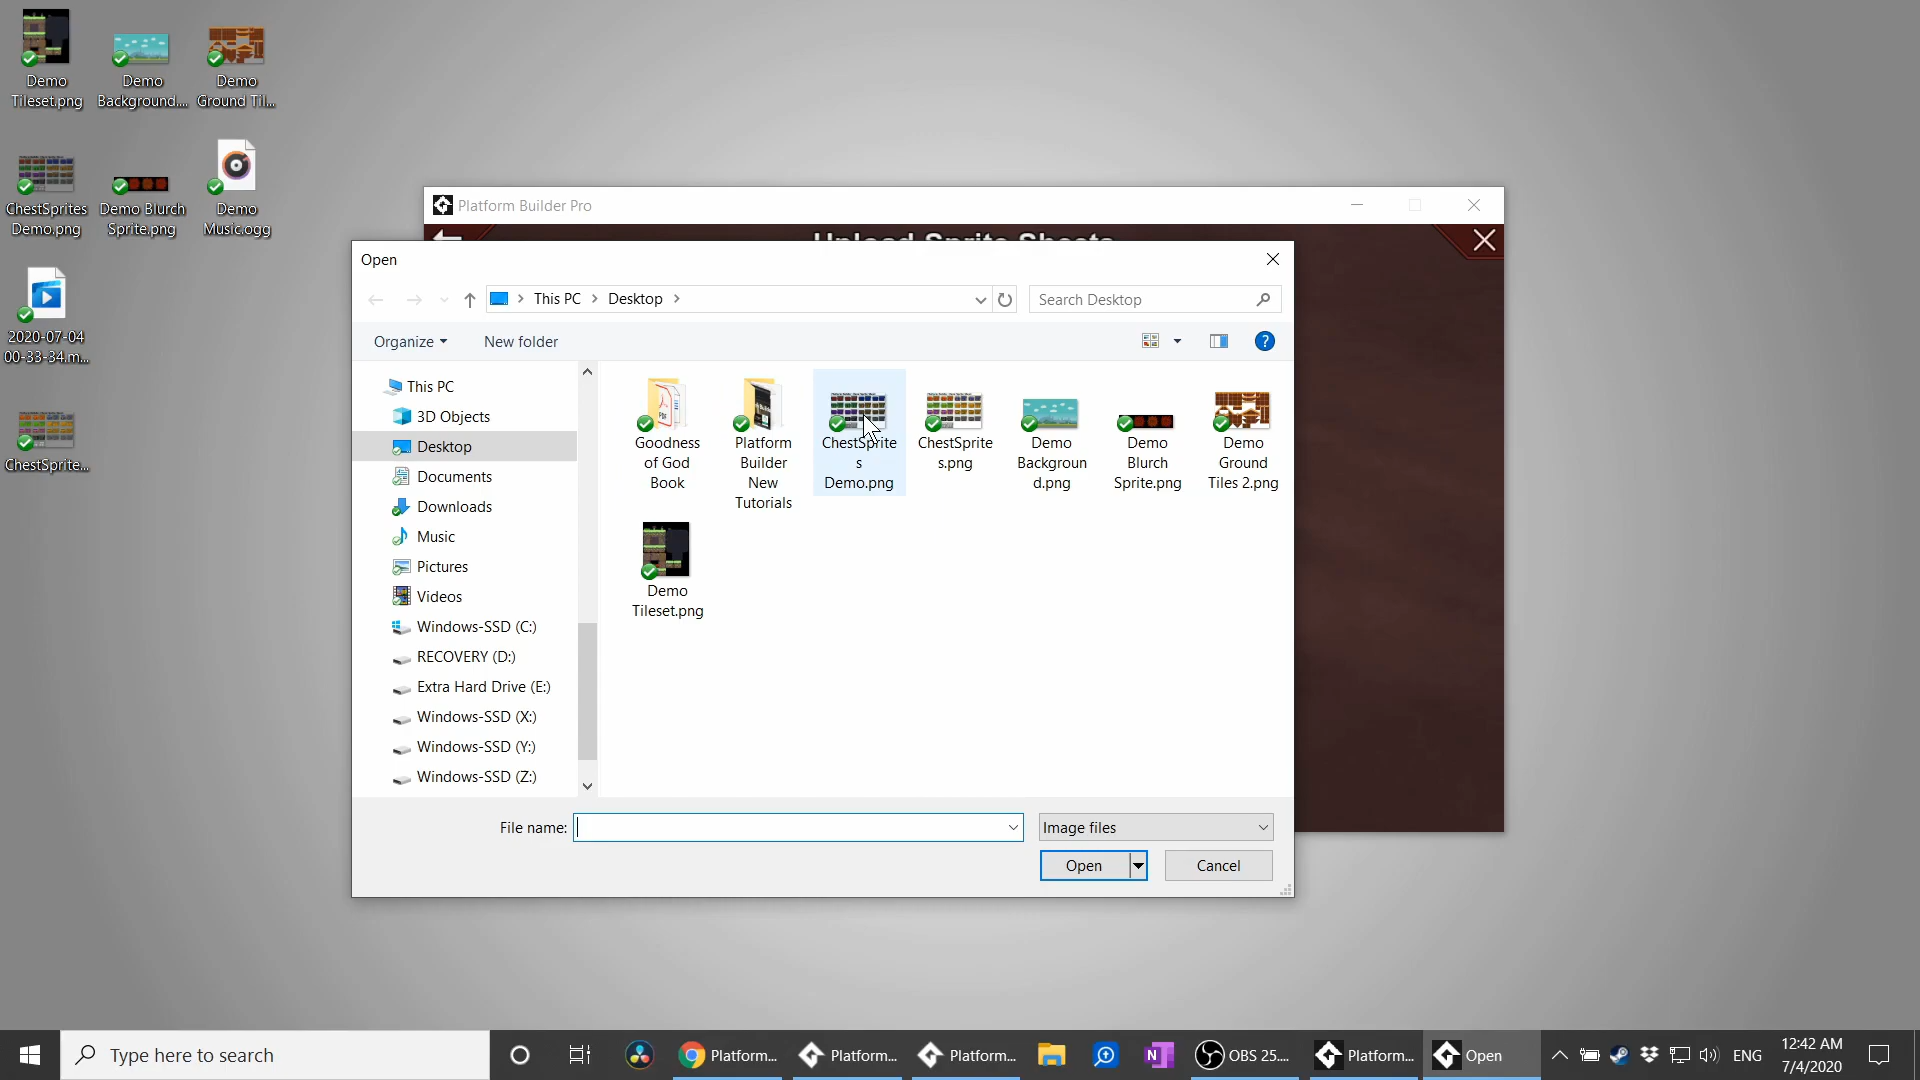 Demo
Tileset.png
Demo
Background....
Demo
Ground Til...
ChestSprites
Demo.png
Demo Blurch
Sprite.png
Demo
Music.ogg
2020-07-04
00-33-34.m...
ChestSprite...
Platform Builder Pro
Upload Sprite Sheets
Open
This PC
Desktop
Search Desktop
Organize
New folder
This PC
3D Objects
Desktop
Documents
Downloads
Music
Pictures
Videos
Windows-SSD (C:)
RECOVERY (D:)
Extra Hard Drive (E:)
Windows-SSD (X:)
Windows-SSD (Y:)
Windows-SSD (Z:)
Goodness
of God
Book
Platform
Builder
New
Tutorials
ChestSprite
s
Demo.png
ChestSprite
s.png
Demo
Backgroun
d.png
Demo
Blurch
Sprite.png
Demo
Ground
Tiles 2.png
Demo
Tileset.png
File name:
Image files
Open
Cancel
Type here to search
Platform...
Platform...
Platform...
OBS 25....
Platform...
Open
ENG
12:42 AM
7/4/2020